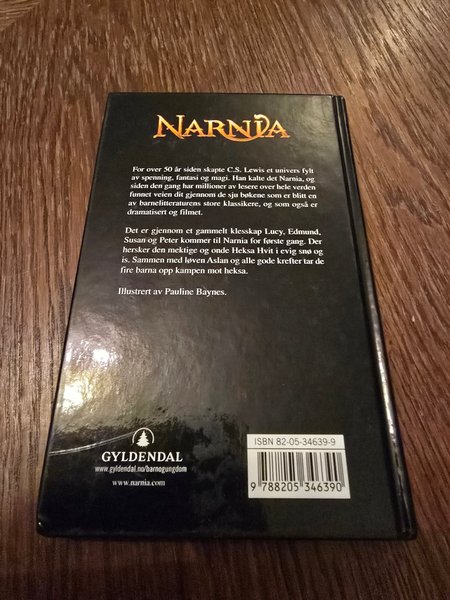 NARNIA
For over 50 år siden skapte C.S. Lewis et univers fylt
av spenning, fantasi og magi. Han kalte det Narnia, og
siden den gang har millioner av lesere over hele verden
funnet veien dit gjennom de sju bøkene som er blitt en
av barnelitteraturens store klassikere, og som også er
dramatisert og filmet.
Det er gjennom et gammelt klesskap Lucy, Edmund,
Susan og Peter kommer til Narnia for første gang. Der
hersker den mektige og onde Heksa Hvit i evig snø og
is. Sammen med løven Aslan og alle gode krefter tar de
fire barna opp kampen mot heksa.
Illustrert av Pauline Baynes.
GYLDENDAL
www.gyldendal.no/barnogungdom
www.narnia.com
ISBN 82-05-34639-9
9 788205 346390